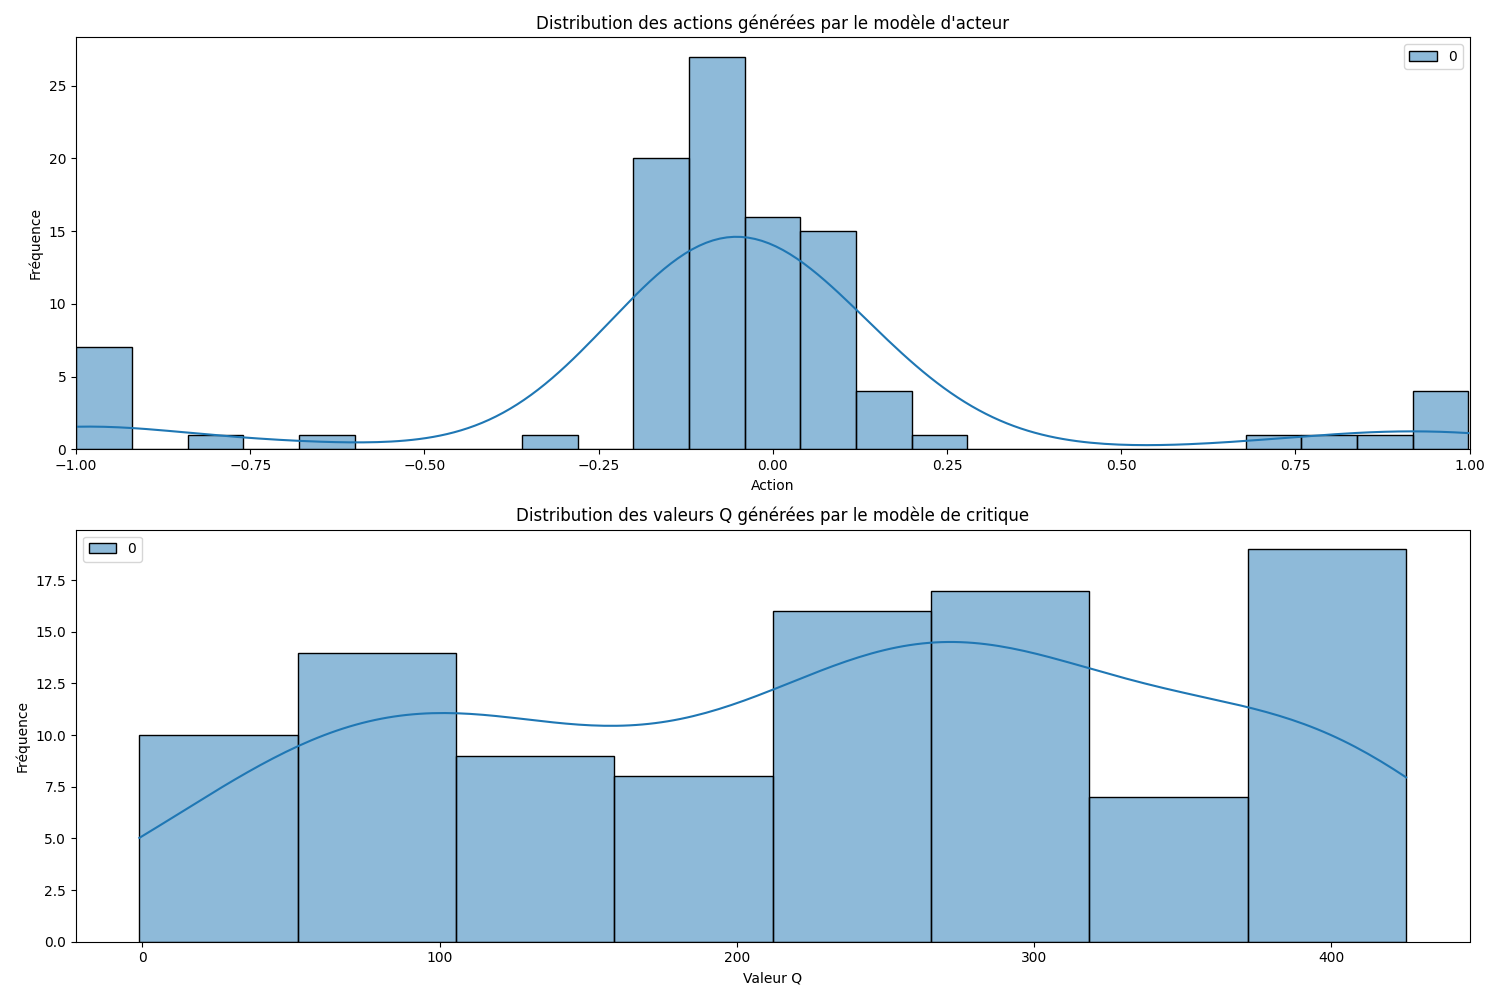 Distribution des actions générées par le modèle d'acteur
0
Fréquence
25
20
15
10
5
0
−1.00 −0.75 −0.50 −0.25 0.00 0.25 0.50 0.75 1.00
Action
Distribution des valeurs Q générées par le modèle de critique
0
Fréquence
17.5
15.0
12.5
10.0
7.5
5.0
2.5
0.0
0 100 200 300 400
Valeur Q